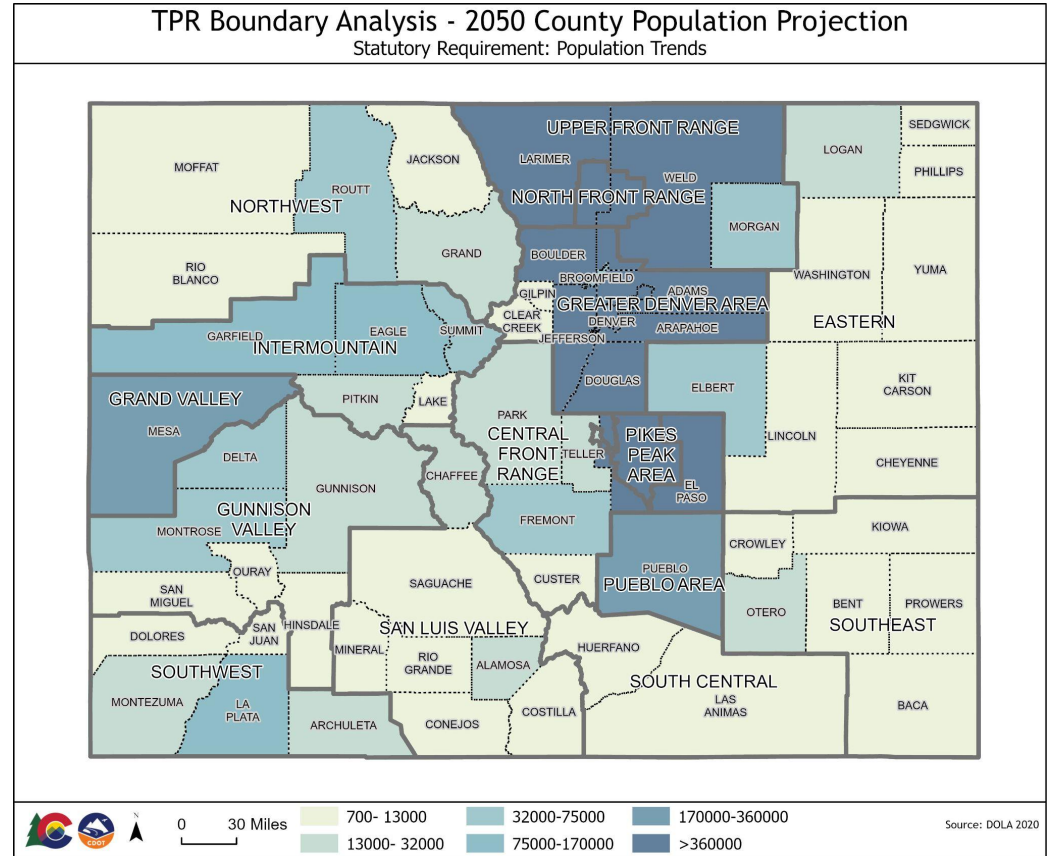 TPR Boundary Analysis - 2050 County Population Projection
Statutory Requirement: Population Trends
UPPER FRONT RANGE
SEDGWICK
LOGAN
JACKSON
LARIMER
MOFFAT
PHILLIPS
WELD
ROUTT
NORTH FRONT RANGE
NORTHWEST
MORGAN
GRAND
BOULDER
RIO
BLANCO
WASHINGTON
YUMA
BROOMFIELD
GILPIN
ADAMS
GREATER DENVER AREA
CLEAR
CREEK
DENVER
EASTERN
GARFIELD
EAGLE
SUMMIT
ARAPAHOE
JEFFERSON
INTERMOUNTAIN
DOUGLAS
ELBERT
KIT
CARSON
GRAND VALLEY
PITKIN
LAKE
PARK
MESA
CENTRAL
FRONT
RANGE
PIKES
PEAK
AREA
LINCOLN
TELLER
DELTA
CHEYENNE
CHAFFEE
GUNNISON
EL
PASO
GUNNISON
VALLEY
FREMONT
MONTROSE
KIOWA
CROWLEY
OURAY
PUEBLO
PUEBLO AREA
SAGUACHE
CUSTER
SAN
MIGUEL
OTERO
BENT
PROWERS
SOUTHEAST
HINSDALE
SAN LUIS VALLEY
DOLORES
SAN
JUAN
MINERAL
HUERFANO
RIO
GRANDE
ALAMOSA
SOUTHWEST
SOUTH CENTRAL
MONTEZUMA
LA
PLATA
LAS
ANIMAS
BACA
COSTILLA
ARCHULETA
CONEJOS
CDOT
N
0 30 Miles
700- 13000
13000- 32000
32000-75000
75000-170000
170000-360000
>360000
Source: DOLA 2020